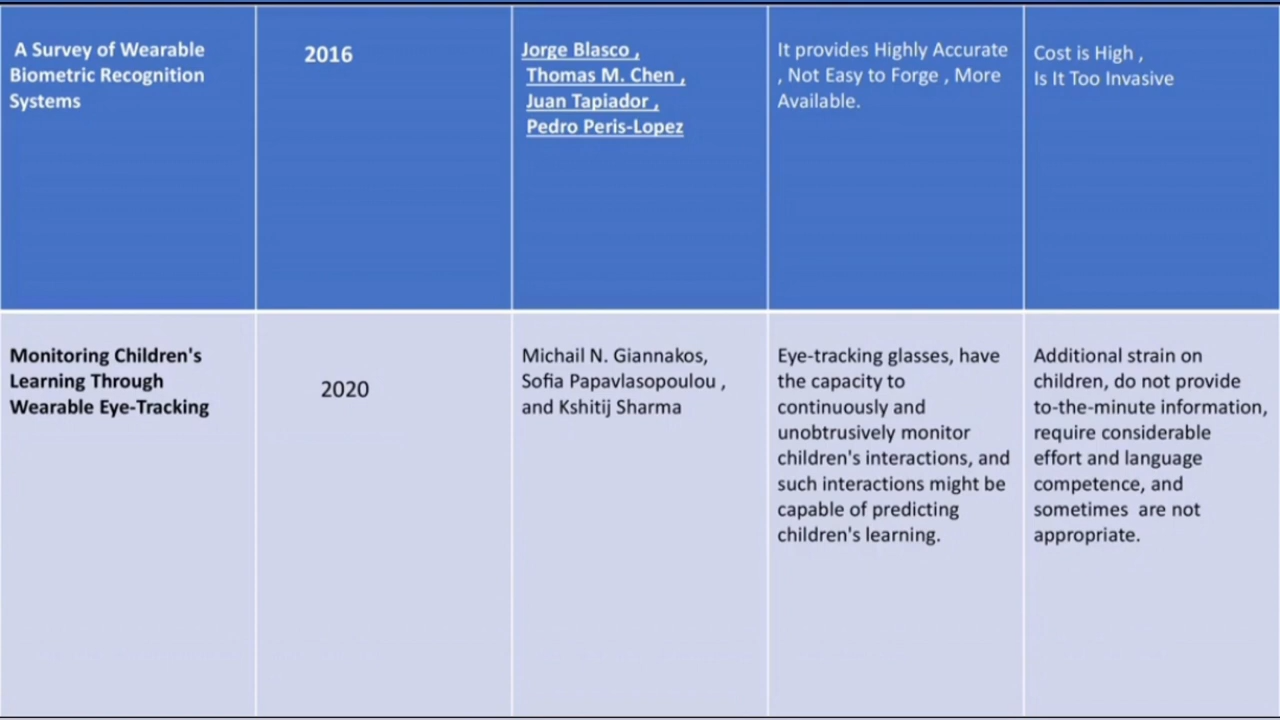 A Survey of Wearable
Biometric Recognition
Systems
2016
Jorge Blasco ,
Thomas M. Chen ,
Juan Tapiador ,
Pedro Peris-Lopez
It provides Highly Accurate
, Not Easy to Forge , More
Available.
Cost is High ,
Is It Too Invasive
Monitoring Children's
Learning Through
Wearable Eye-Tracking
2020
Michail N. Giannakos,
Sofia Papavlasopoulou ,
and Kshitij Sharma
Eye-tracking glasses, have
the capacity to
continuously and
unobtrusively monitor
children's interactions, and
such interactions might be
capable of predicting
children's learning.
Additional strain on
children, do not provide
to-the-minute information,
require considerable
effort and language
competence, and
sometimes are not
appropriate.